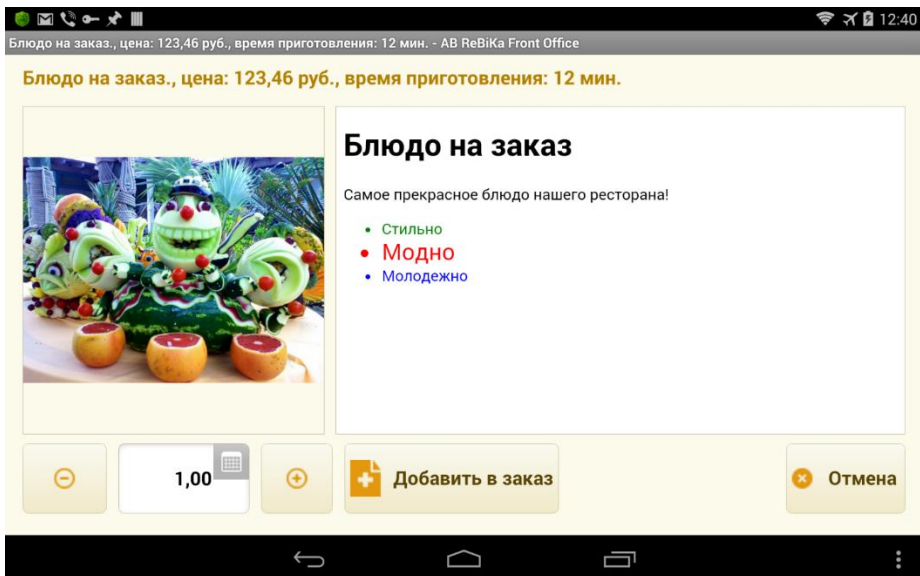 12:40
Блюдо на заказ., цена: 123,46 руб., время приготовления: 12 мин. - AB ReBiKa Front Office
Блюдо на заказ., цена: 123,46 руб., время приготовления: 12 мин.
Блюдо на заказ
Самое прекрасное блюдо нашего ресторана!
• Стильно
• Модно
• Молодежно
1,00
Добавить в заказ
Отмена